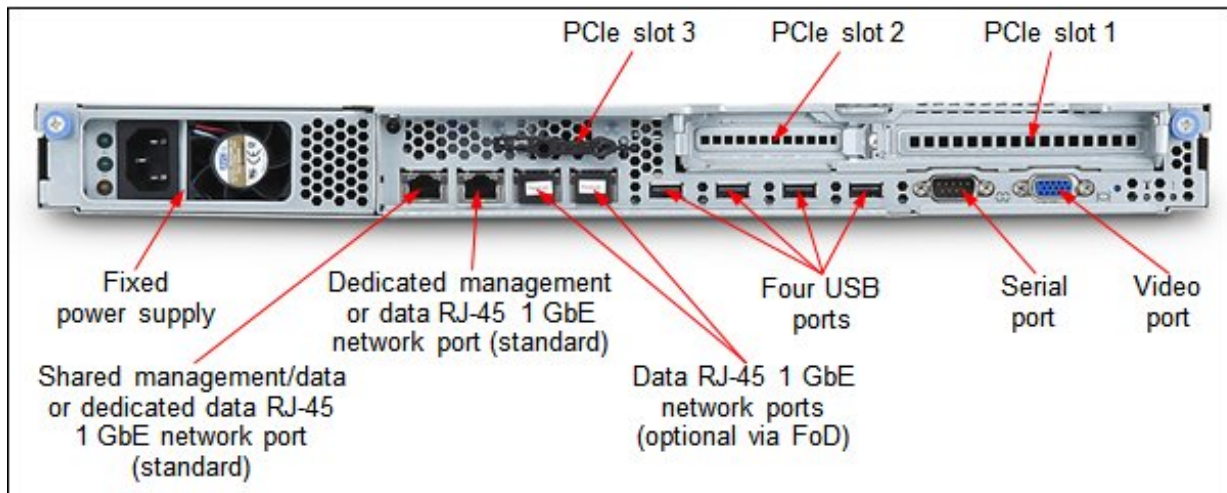 PCIe slot 3
PCIe slot 2
PCIe slot 1
Fixed
power supply
Dedicated management
or data RJ-45 1 GbE
network port (standard)
Four USB
ports
Serial
port
Video
port
Shared management/data
or dedicated data RJ-45
1 GbE network port
(standard)
Data RJ-45 1 GbE
network ports
(optional via FoD)